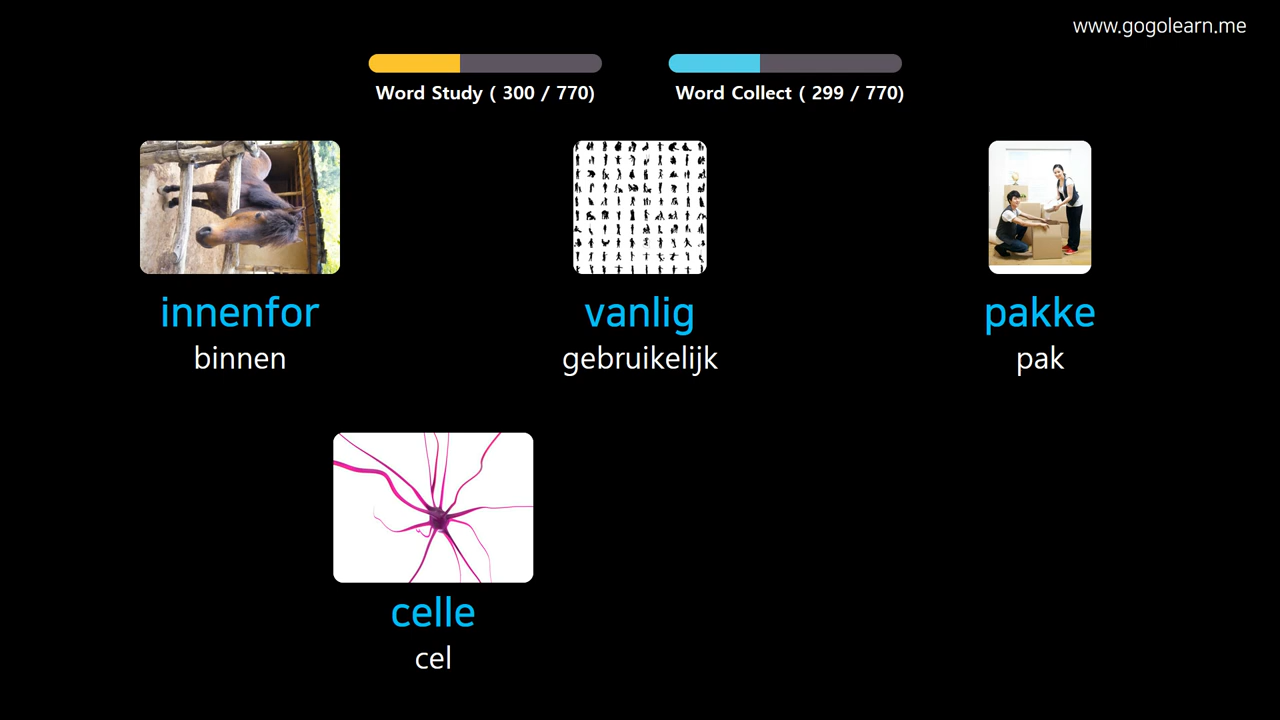 www.gogolearn.me
Word Study ( 300 / 770)
Word Collect ( 299 / 770)
innenfor
vanlig
pakke
binnen
gebruikelijk
pak
celle
cel